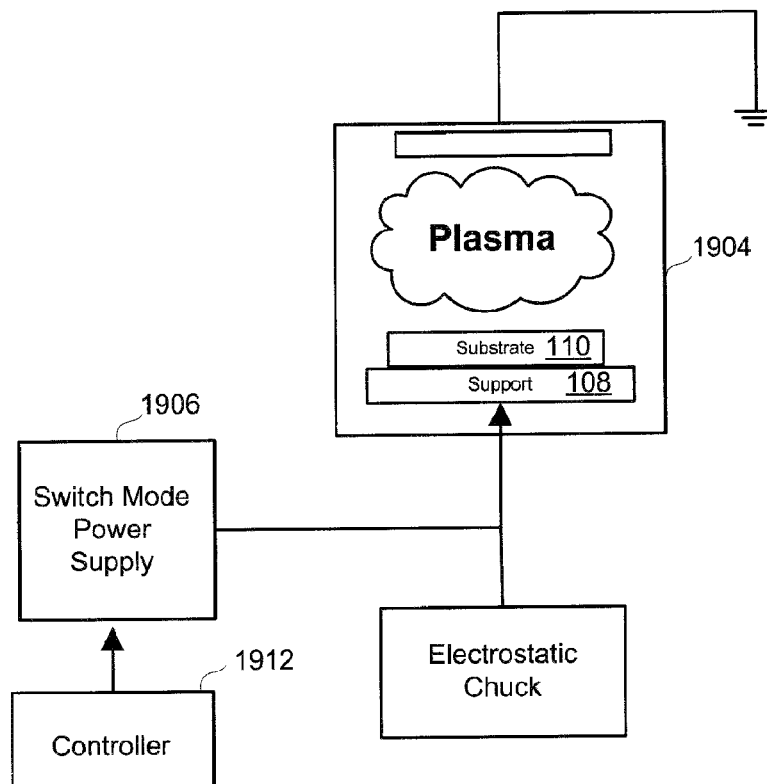 Plasma
1904
Substrate 110
Support 108
1906
Switch Mode
Power
Supply
Electrostatic
Chuck
1912
Controller